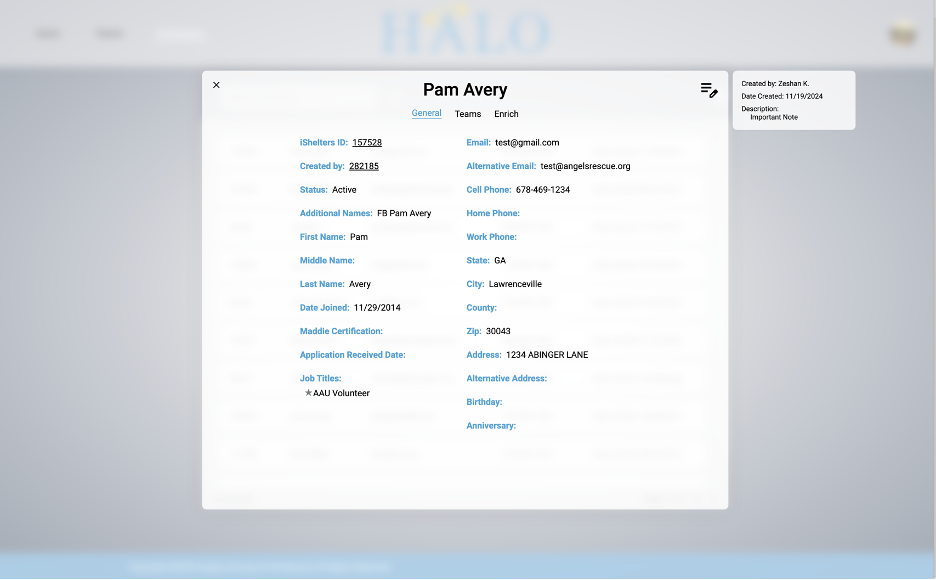 HALO
Pam Avery
General Teams Enrich
iShelters ID: 157528
Created by: 282185
Status: Active
Additional Names: FB Pam Avery
First Name: Pam
Middle Name:
Last Name: Avery
Date Joined: 11/29/2014
Maddie Certification:
Application Received Date:
Job Titles:
★AAU Volunteer
Email: test@gmail.com
Alternative Email: test@angelsrescue.org
Cell Phone: 678-469-1234
Home Phone:
Work Phone:
State: GA
City: Lawrenceville
County:
Zip: 30043
Address: 1234 ABINGER LANE
Alternative Address:
Birthday:
Anniversary:
Created by: Zeshan K.
Date Created: 11/19/2024
Description:
Important Note